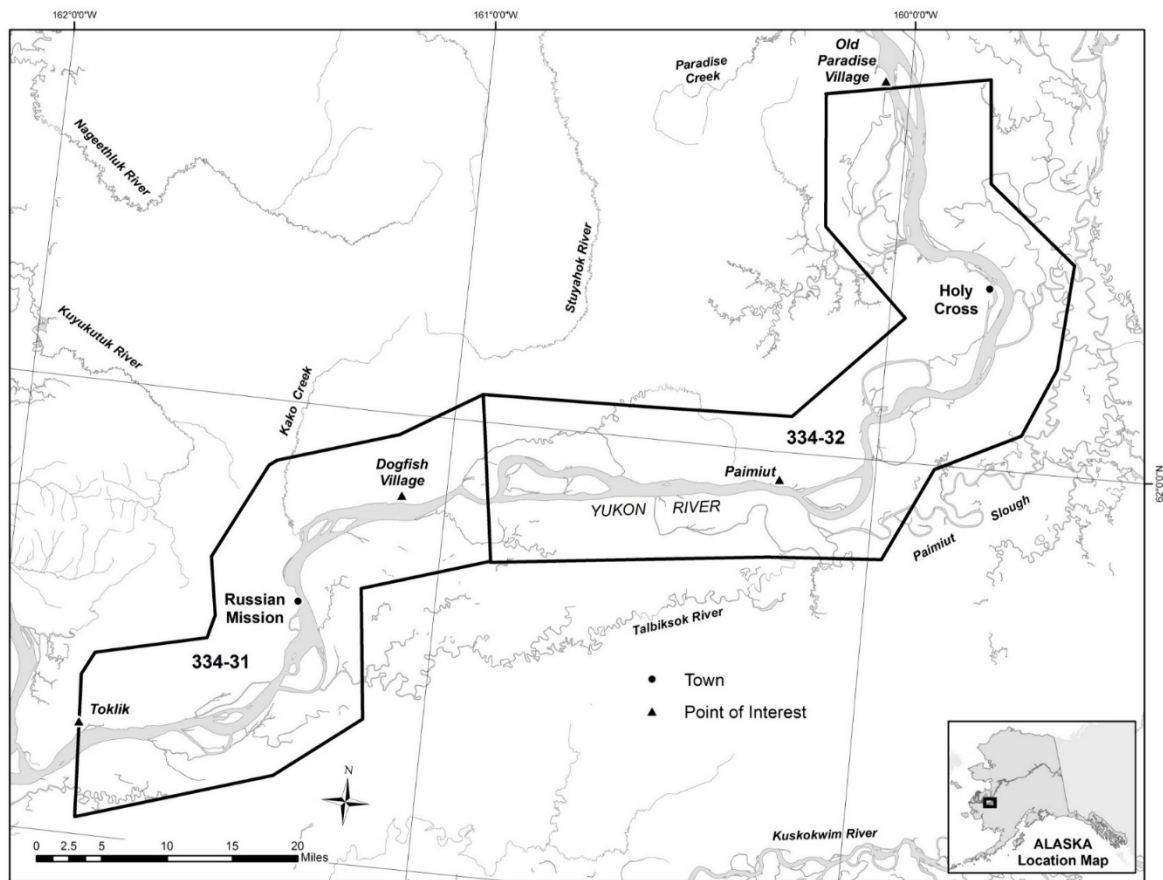 162°0'0"W
161°0'0"W
160°0'0"W
Old
Paradise
Village
Paradise
Creek
Nageethluk River
Stuyahok River
Holy
Cross
Kuyukutuk River
Kako Creek
334-32
Dogfish
Village
Paimiut
62°0'0"N
YUKON RIVER
Slough
Paimiut
Russian
Mission
Talbiksok River
334-31
Town
Toklik
Point of Interest
N
Kuskokwim River
ALASKA
Location Map
0 2.5 5 10 15 20
Miles